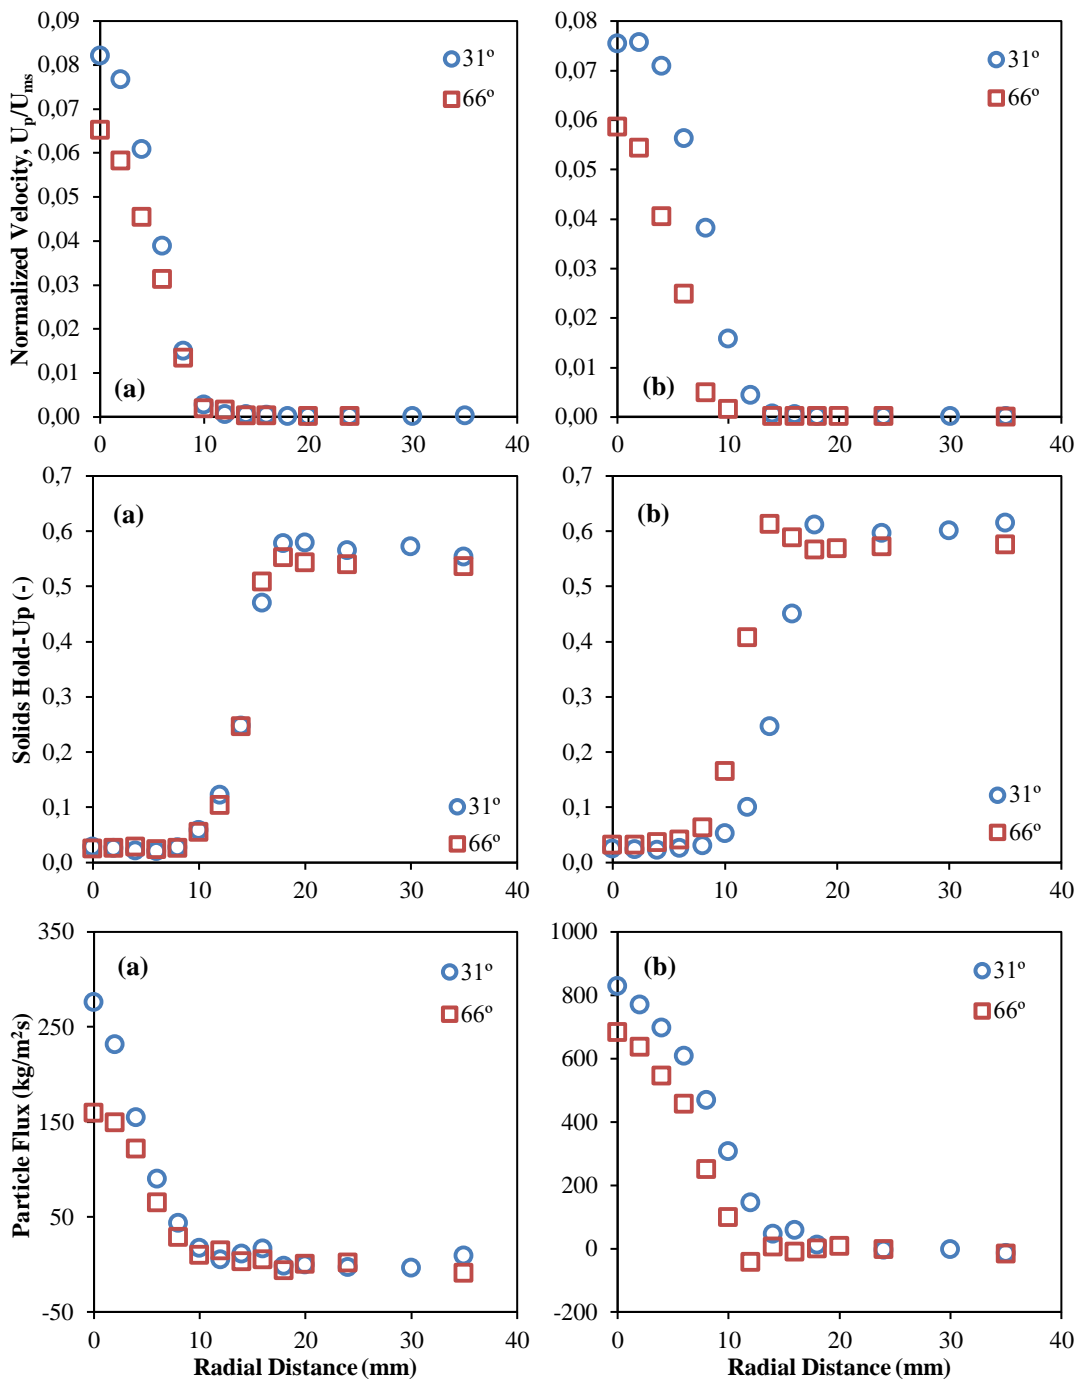 Normalized Velocity, Up/Ums
0,09
0,08
0,07
0,06
0,05
0,04
0,03
0,02
0,01
0,00
0 10 20 30 40
31º
66º
(a)
0,08
0,07
0,06
0,05
0,04
0,03
0,02
0,01
0,00
0 10 20 30 40
31º
66º
(b)
Solids Hold-Up (-)
0,7
0,6
0,5
0,4
0,3
0,2
0,1
0,0
0 10 20 30 40
(a)
31º
66º
0,7
0,6
0,5
0,4
0,3
0,2
0,1
0,0
0 10 20 30 40
(b)
31º
66º
Particle Flux (kg/m²s)
350
250
150
50
-50
0 10 20 30 40
(a)
31º
66º
Radial Distance (mm)
1000
800
600
400
200
0
-200
0 10 20 30 40
(b)
31º
66º
Radial Distance (mm)